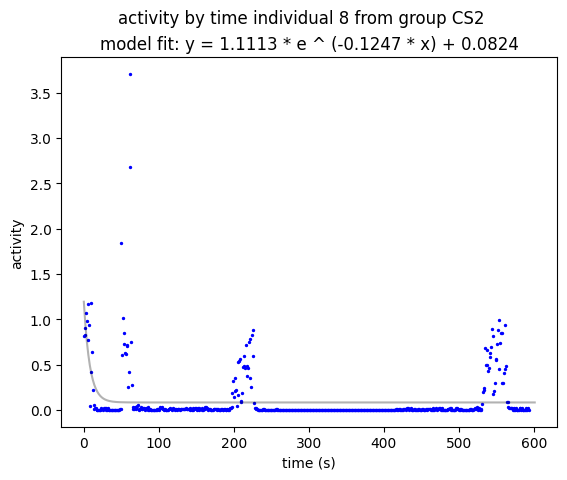 activity by time individual 8 from group CS2
model fit: y = 1.1113 * e ^ (-0.1247 * x) + 0.0824
3.5
3.0
2.5
2.0
1.5
1.0
0.5
0.0
activity
0 100 200 300 400 500 600
time (s)